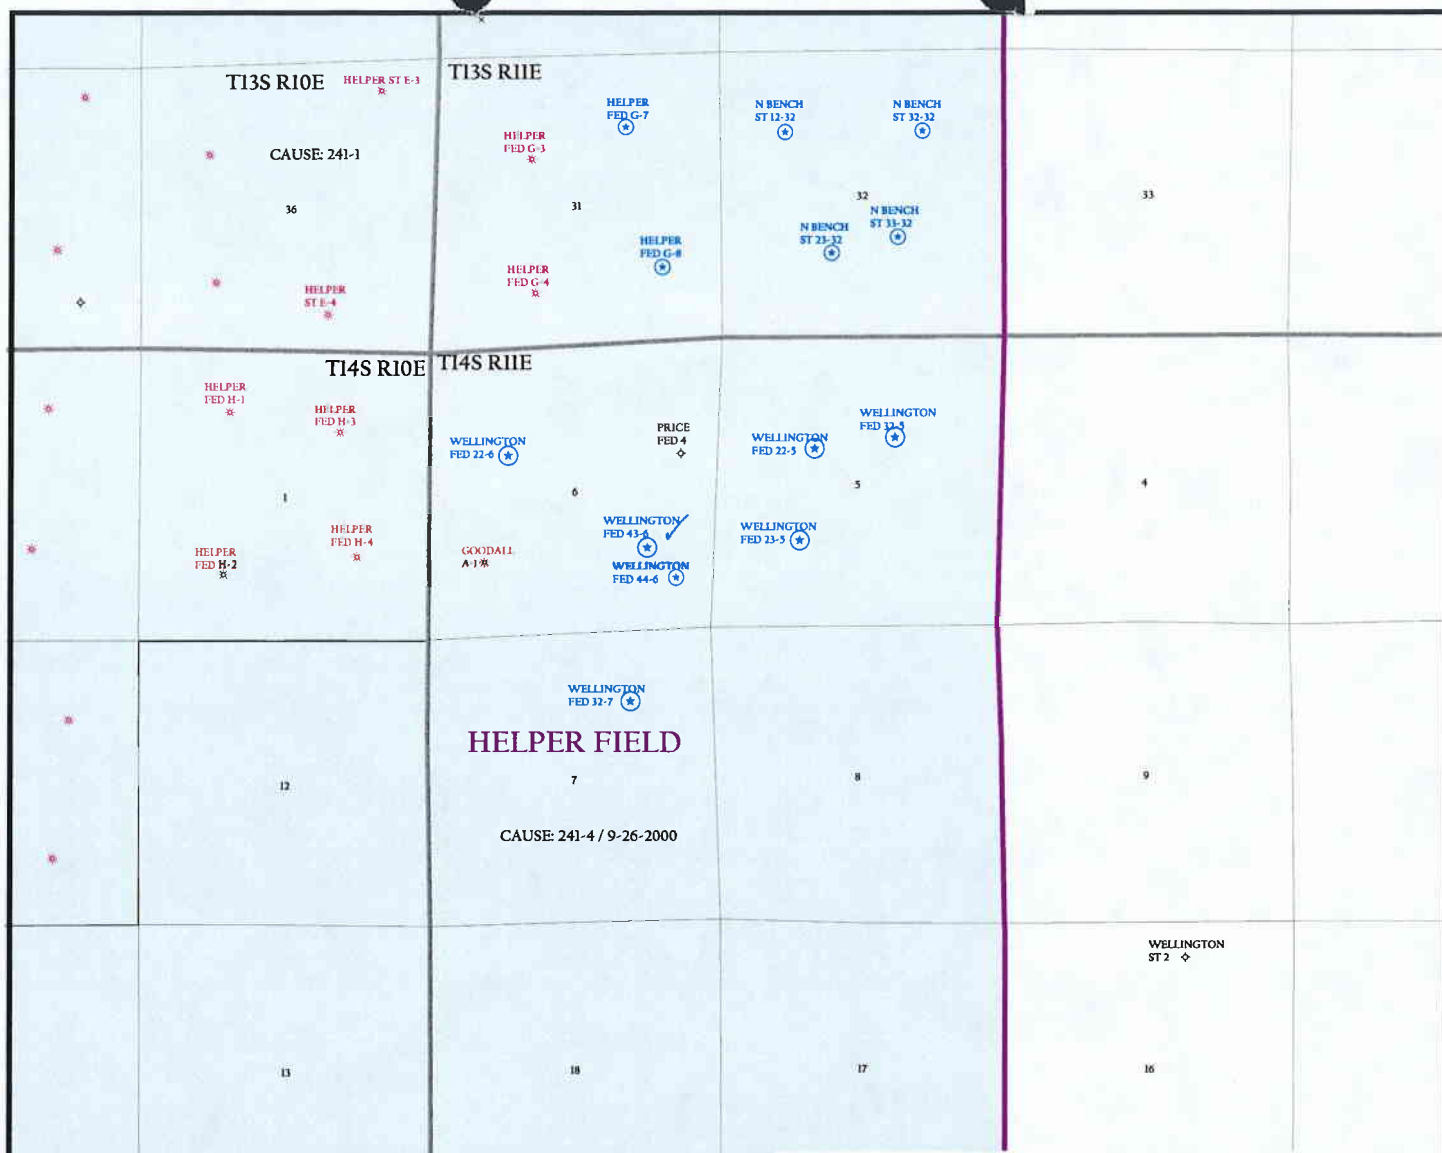 T13S R10E
HELPER ST E-3
T13S R11E
HELPER
FED G-7
N BENCH
ST 12-32
N BENCH
ST 32-32
HELPER
FED G-3
CAUSE: 241-1
36
31
32
33
N BENCH
ST 33-32
N BENCH
ST 23-32
HELPER
FED G-8
HELPER
FED G-4
HELPER
ST E-4
T14S R10E
T14S R11E
HELPER
FED H-1
HELPER
FED H-3
WELLINGTON
FED 22-6
PRICE
FED 4
WELLINGTON
FED 22-5
WELLINGTON
FED 32-5
1
6
5
4
HELPER
FED H-4
HELPER
FED H-2
GOODALL
A-1
WELLINGTON
FED 43-6
WELLINGTON
FED 44-6
WELLINGTON
FED 23-5
WELLINGTON
FED 32-7
HELPER FIELD
12
7
8
9
CAUSE: 241-4 / 9-26-2000
WELLINGTON
ST 2
13
18
17
16